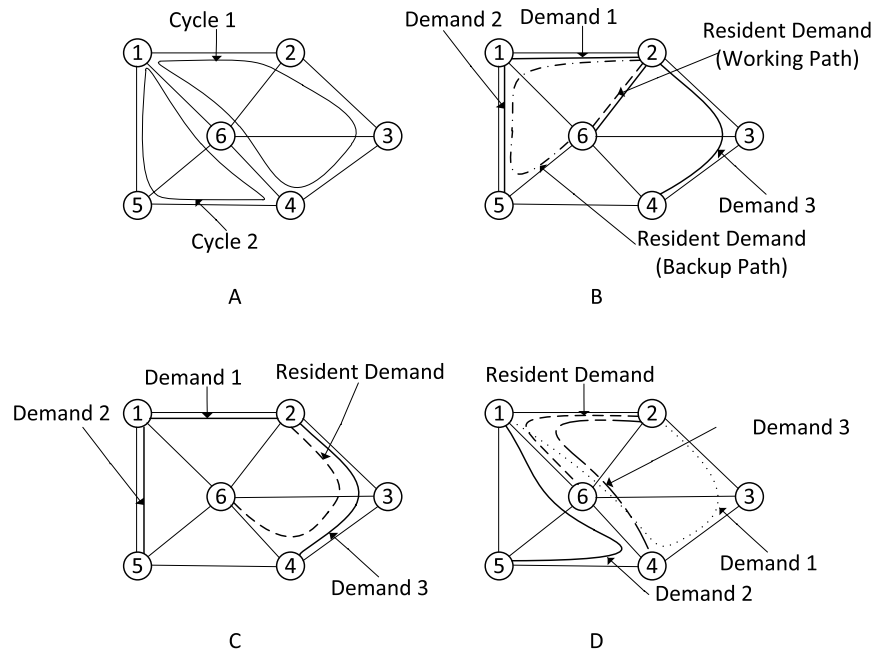 Cycle 1
1
2
6
3
5
4
Cycle 2
A
Demand 2
Demand 1
Resident Demand
(Working Path)
1
2
6
3
5
4
Demand 3
Resident Demand
(Backup Path)
B
Demand 1
Resident Demand
Demand 2
1
2
6
3
5
4
Demand 3
C
Resident Demand
1
2
Demand 3
6
3
5
4
Demand 1
Demand 2
D